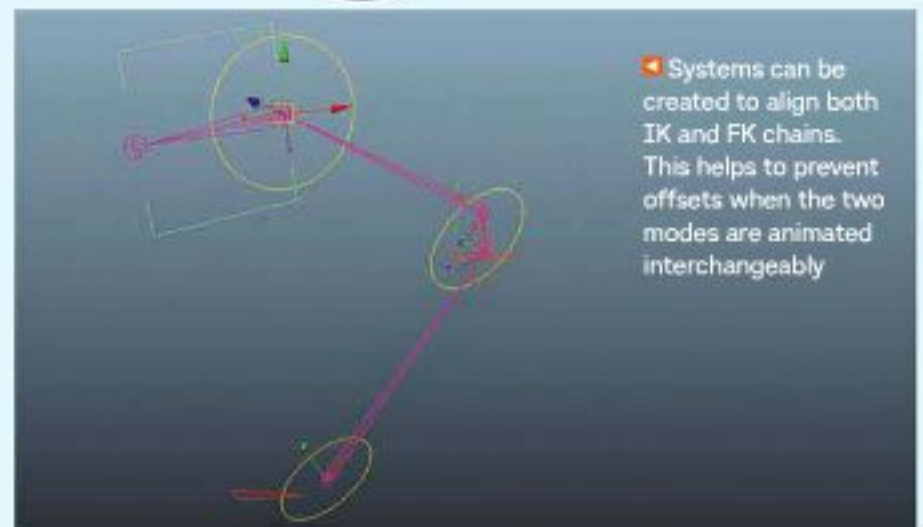 Systems can be
created to align both
IK and FK chains.
This helps to prevent
offsets when the two
modes are animated
interchangeably